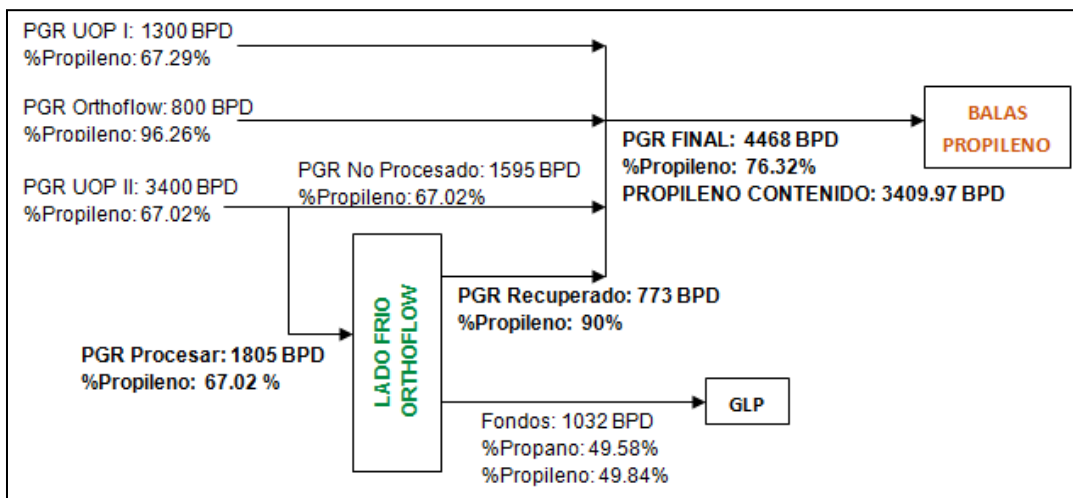 PGR UOP I: 1300 BPD
%Propileno: 67.29%
PGR Orthoflow: 800 BPD
%Propileno: 96.26%
PGR UOP II: 3400 BPD
%Propileno: 67.02%
PGR No Procesado: 1595 BPD
%Propileno: 67.02%
PGR FINAL: 4468 BPD
%Propileno: 76.32%
PROPILENO CONTENIDO: 3409.97 BPD
BALAS
PROPILENO
LADO FRIO
ORTHOFLOW
PGR Recuperado: 773 BPD
%Propileno: 90%
PGR Procesar: 1805 BPD
%Propileno: 67.02 %
Fondos: 1032 BPD
%Propano: 49.58%
%Propileno: 49.84%
GLP